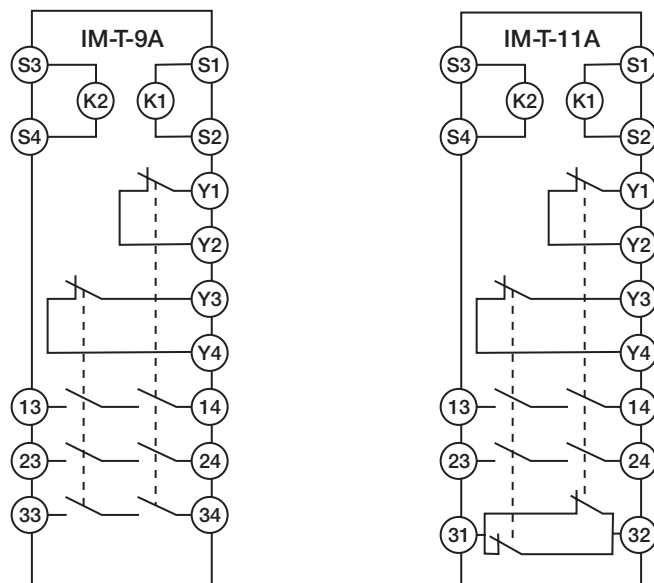 IM-T-9A
S3 S1
K2 K1
S4 S2
Y1
Y2
Y3
Y4
13 14
23 24
33 34
IM-T-11A
S3 S1
K2 K1
S4 S2
Y1
Y2
Y3
Y4
13 14
23 24
31 32